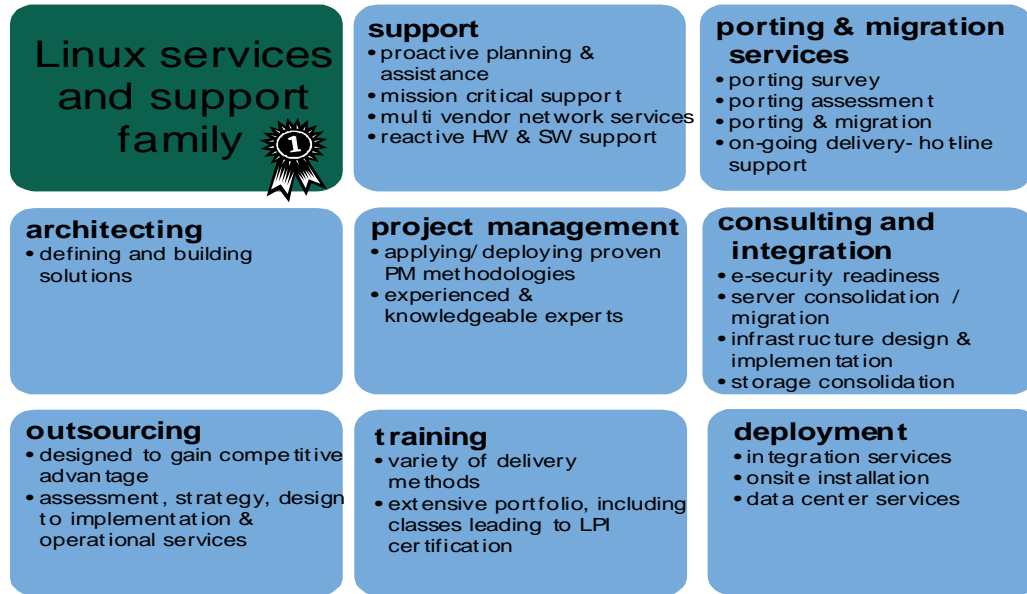 Linux services
and support
family
1
support
• proactive planning &
assistance
• mission critical support
• multi vendor network services
• reactive HW & SW support
porting & migration
services
• porting survey
• porting assessment
• porting & migration
• on-going delivery- hot-line
support
architecting
• defining and building
solutions
project management
• applying/ deploying proven
PM methodologies
• experienced &
knowledgeable experts
consulting and
integration
• e-security readiness
• server consolidation /
migration
• infrastructure design &
implementation
• storage consolidation
outsourcing
• designed to gain competitive
advantage
• assessment, strategy, design
to implementation &
operational services
training
• variety of delivery
methods
• extensive portfolio, including
classes leading to LPI
certification
deployment
• integration services
• onsite installation
• data center services